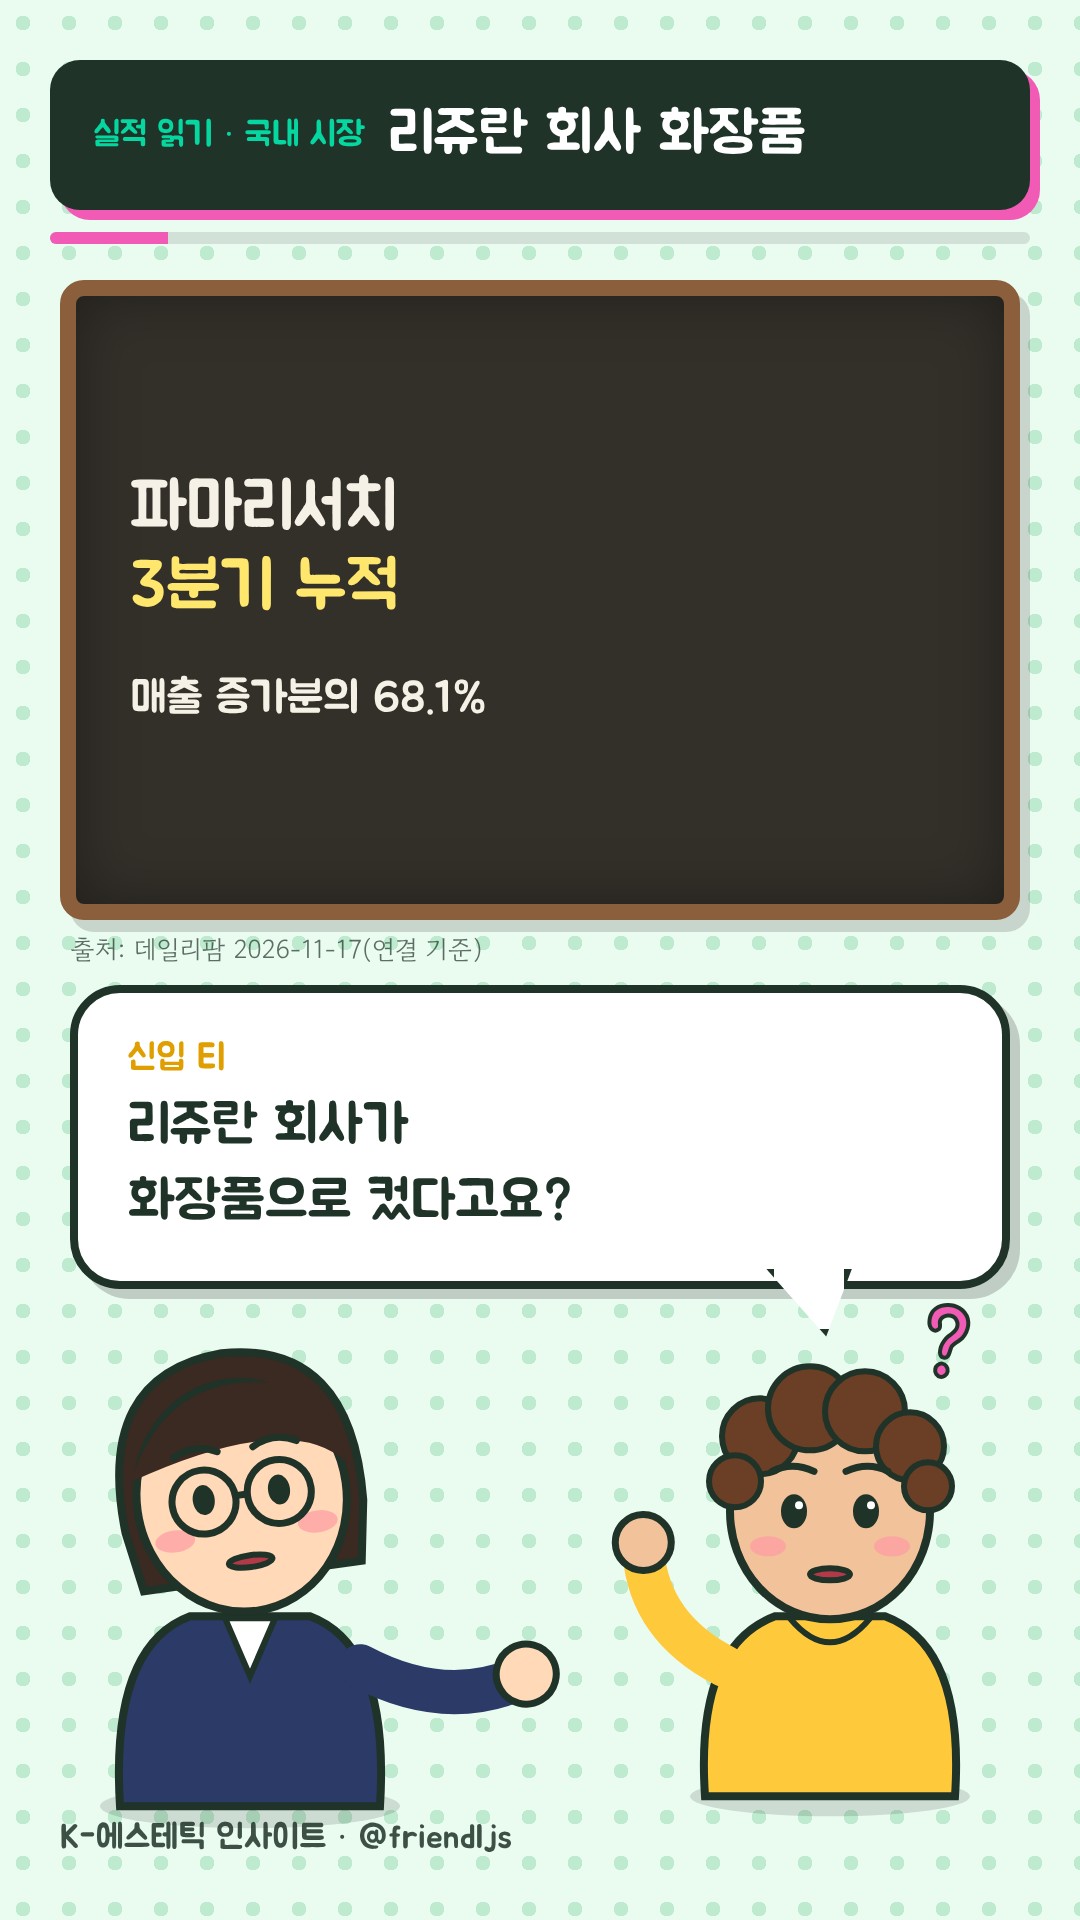 실적 읽기 · 국내 시장 리쥬란 회사 화장품
파마리서치
3분기 누적
매출 증가분의 68.1%
출처: 데일리팜 2026-11-17(연결 기준)
신입 티
리쥬란 회사가
화장품으로 컸다고요?
?
K-에스테틱 인사이트 · @friendljs